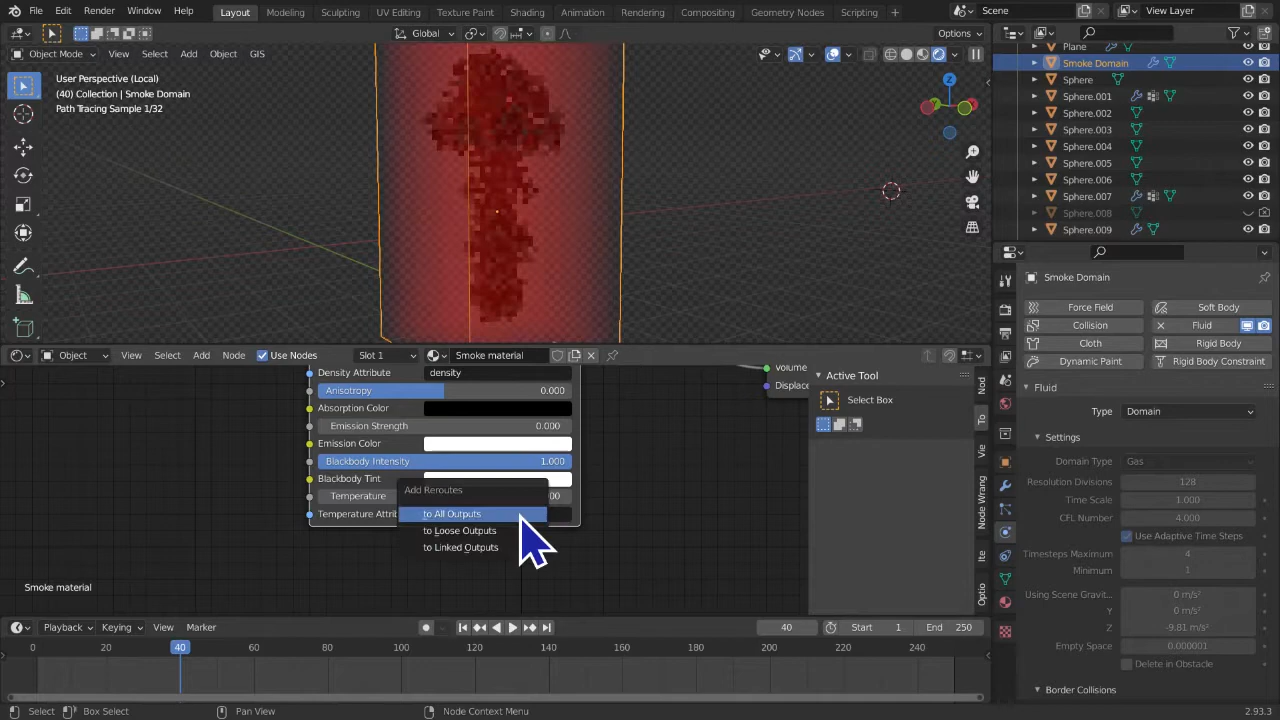 File Edit Render Window Help Layout Modeling Sculpting UV Editing Texture Paint Shading Animation Rendering Compositing Geometry Nodes Scripting + Scene View Layer
Global Options
Object Mode View Select Add Object GIS
User Perspective (Local)
(40) Collection | Smoke Domain
Path Tracing Sample 1/32
Z
Y
Plane
Smoke Domain
Sphere
Sphere.001
Sphere.002
Sphere.003
Sphere.004
Sphere.005
Sphere.006
Sphere.007
Sphere.008
Sphere.009
Object View Select Add Node Use Nodes Slot 1 Smoke material
Density Attribute density
Anisotropy 0.000
Absorption Color
Emission Strength 0.000
Emission Color
Blackbody Intensity 1.000
Blackbody Tint
Temperature 00
Temperature Attrib
Add Reroutes
to All Outputs
to Loose Outputs
to Linked Outputs
Volume
Displace
Smoke material
Active Tool
Select Box
Nod
To
Vie
Node Wrang
Ite
Optio
Smoke Domain
Force Field Soft Body
Collision Fluid
Cloth Rigid Body
Dynamic Paint Rigid Body Constraint
Fluid
Type Domain
Settings
Domain Type Gas
Resolution Divisions 128
Time Scale 1.000
CFL Number 4.000
Use Adaptive Time Steps
Timesteps Maximum 4
Minimum 1
Using Scene Gravit... 0 m/s²
Y 0 m/s²
Z -9.81 m/s²
Empty Space 0.000001
Delete in Obstacle
Border Collisions
Playback Keying View Marker 40 Start 1 End 250
0 20 40 60 80 100 120 140 160 180 200 220 240
Select Box Select Pan View Node Context Menu 2.93.3